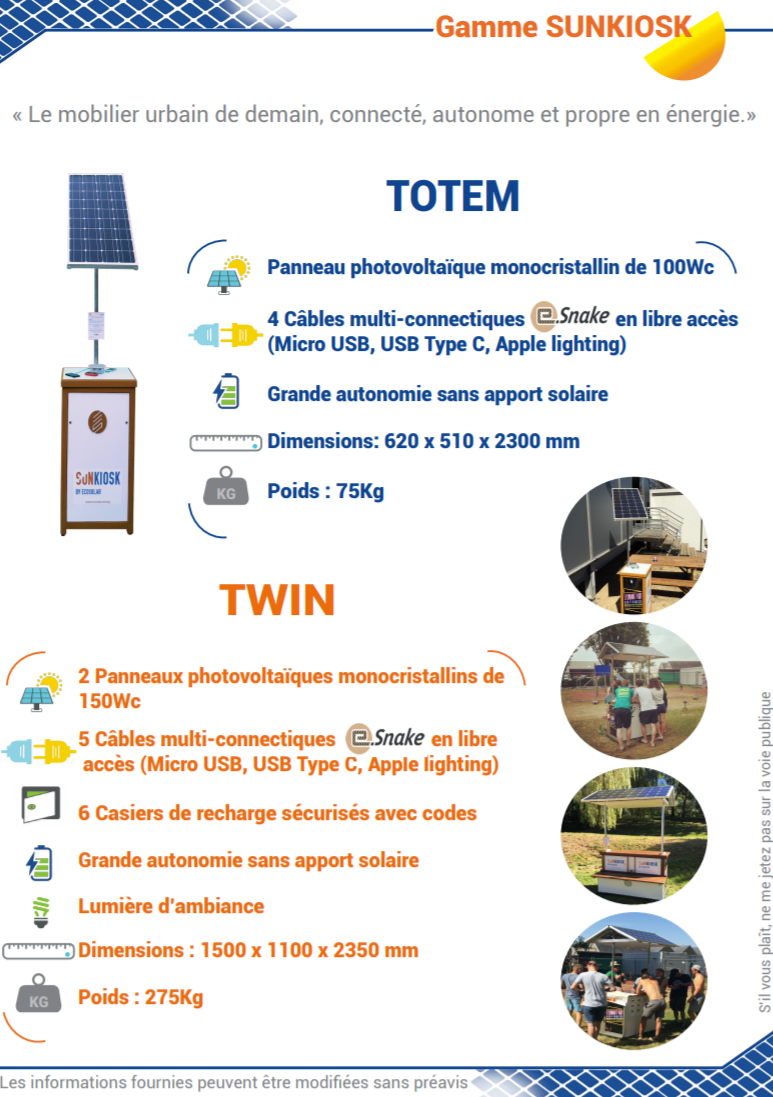 Gamme SUNKIOSK
« Le mobilier urbain de demain, connecté, autonome et propre en énergie.»
TOTEM
Panneau photovoltaïque monocristallin de 100Wc
4 Câbles multi-connectiques e.Snake en libre accès
(Micro USB, USB Type C, Apple lighting)
Grande autonomie sans apport solaire
Dimensions: 620 x 510 x 2300 mm
KG
Poids : 75Kg
SUNKIOSK
BY ECOSOLAR
TWIN
2 Panneaux photovoltaïques monocristallins de
150Wc
5 Câbles multi-connectiques e.Snake en libre
accès (Micro USB, USB Type C, Apple lighting)
6 Casiers de recharge sécurisés avec codes
Grande autonomie sans apport solaire
Lumière d'ambiance
Dimensions : 1500 x 1100 x 2350 mm
KG
Poids : 275Kg
SUNKIOSK
SUNKIOSK
S'il vous plaît, ne me jetez pas sur la voie publique
Les informations fournies peuvent être modifiées sans préavis